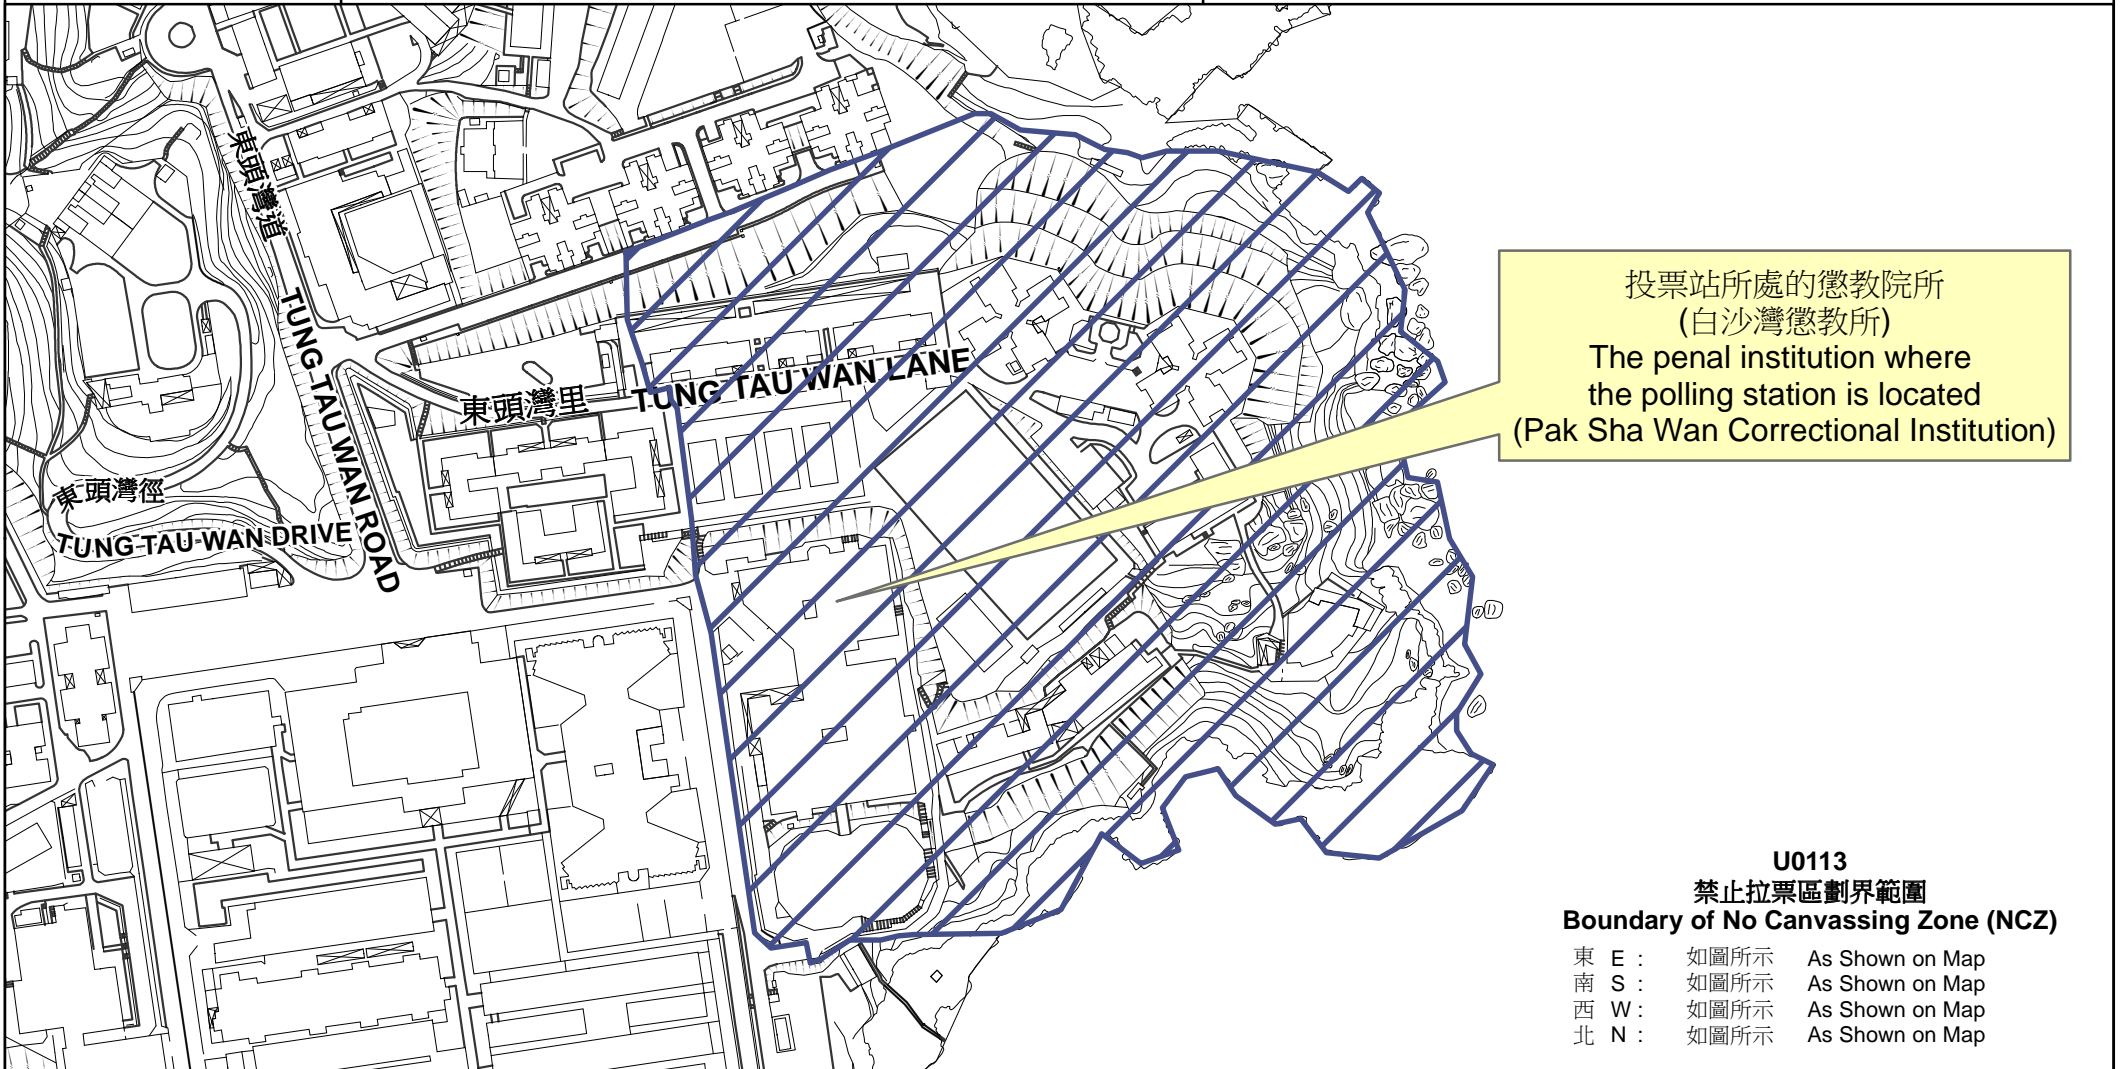 東頭灣道
TUNG TAU WAN ROAD
東頭灣里
TUNG TAU WAN LANE
東頭灣徑
TUNG TAU WAN DRIVE
投票站所處的懲教院所
(白沙灣懲教所)
The penal institution where
the polling station is located
(Pak Sha Wan Correctional Institution)
U0113
禁止拉票區劃界範圍
Boundary of No Canvassing Zone (NCZ)
東 E : 如圖所示 As Shown on Map
南 S : 如圖所示 As Shown on Map
西 W : 如圖所示 As Shown on Map
北 N : 如圖所示 As Shown on Map